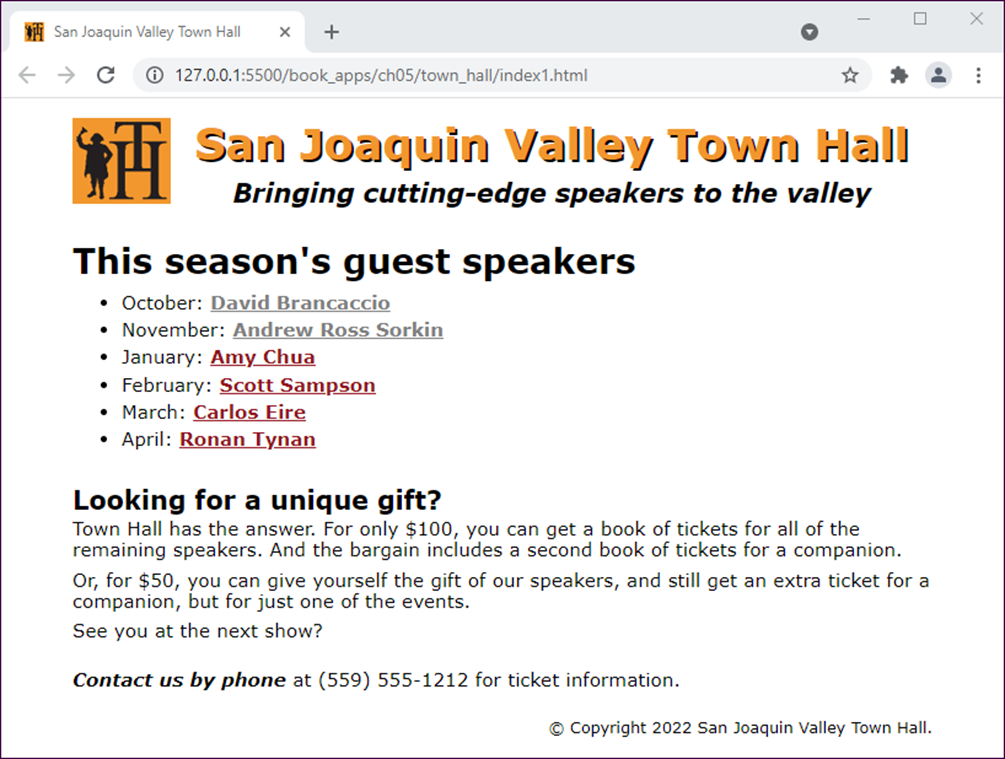 San Joaquin Valley Town Hall
127.0.0.1:5500/book_apps/ch05/town_hall/index1.html
TH
San Joaquin Valley Town Hall
Bringing cutting-edge speakers to the valley
This season's guest speakers
• October: David Brancaccio
• November: Andrew Ross Sorkin
• January: Amy Chua
• February: Scott Sampson
• March: Carlos Eire
• April: Ronan Tynan
Looking for a unique gift?
Town Hall has the answer. For only $100, you can get a book of tickets for all of the
remaining speakers. And the bargain includes a second book of tickets for a companion.
Or, for $50, you can give yourself the gift of our speakers, and still get an extra ticket for a
companion, but for just one of the events.
See you at the next show?
Contact us by phone at (559) 555-1212 for ticket information.
© Copyright 2022 San Joaquin Valley Town Hall.